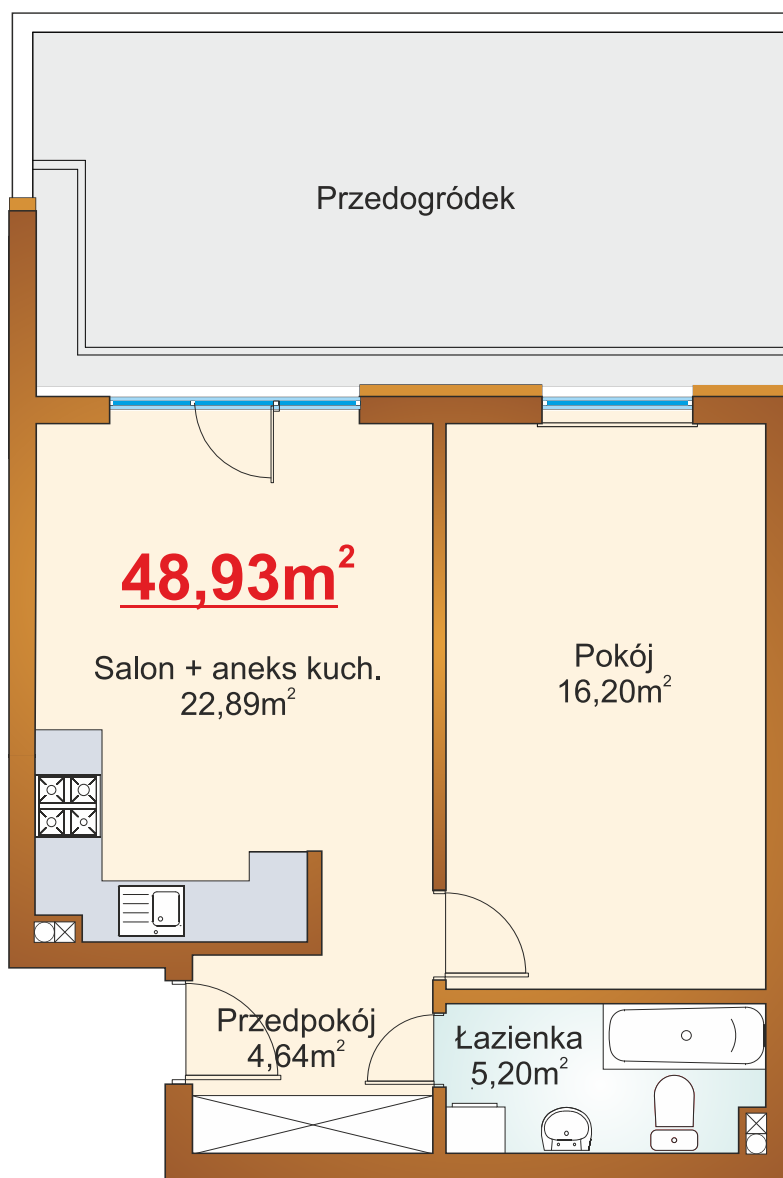 Przedogródek
48,93m²
Salon + aneks kuch.
22,89m²
Pokój
16,20m²
Przedpokój
4,64m²
Łazienka
5,20m²